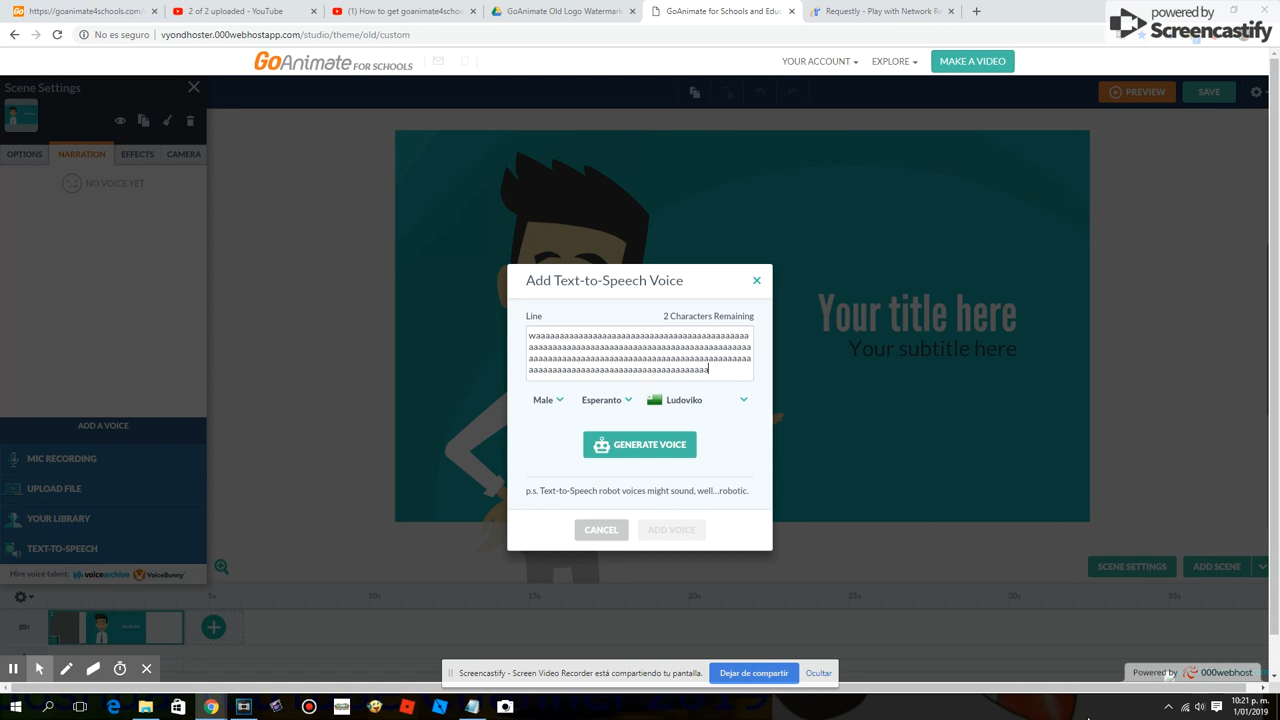 https://goanimate4schools.com/
2 of 2 uploaded - YouTube
(1) How to get goanimate4school
GoAnimate Old Logo Watermark
GoAnimate for Schools and Educ
Requestly - Play with Network Re
powered by
Screencastify
No es seguro
vyondhoster.000webhostapp.com/studio/theme/old/custom
GoAnimate FOR SCHOOLS
YOUR ACCOUNT
EXPLORE
MAKE A VIDEO
Scene Settings
PREVIEW
SAVE
OPTIONS
NARRATION
EFFECTS
CAMERA
NO VOICE YET
Your title here
Your subtitle here
Add Text-to-Speech Voice
Line
2 Characters Remaining
Male
Esperanto
Ludoviko
GENERATE VOICE
p.s. Text-to-Speech robot voices might sound, well...robotic.
CANCEL
ADD VOICE
ADD A VOICE
MIC RECORDING
UPLOAD FILE
YOUR LIBRARY
TEXT-TO-SPEECH
Hire voice talent: voicearchive VoiceBunny
SCENE SETTINGS
ADD SCENE
5s
10s
15s
20s
25s
30s
35s
Screencastify - Screen Video Recorder está compartiendo tu pantalla.
Dejar de compartir
Ocultar
Powered by 000webhost
10:21 p. m.
1/01/2019